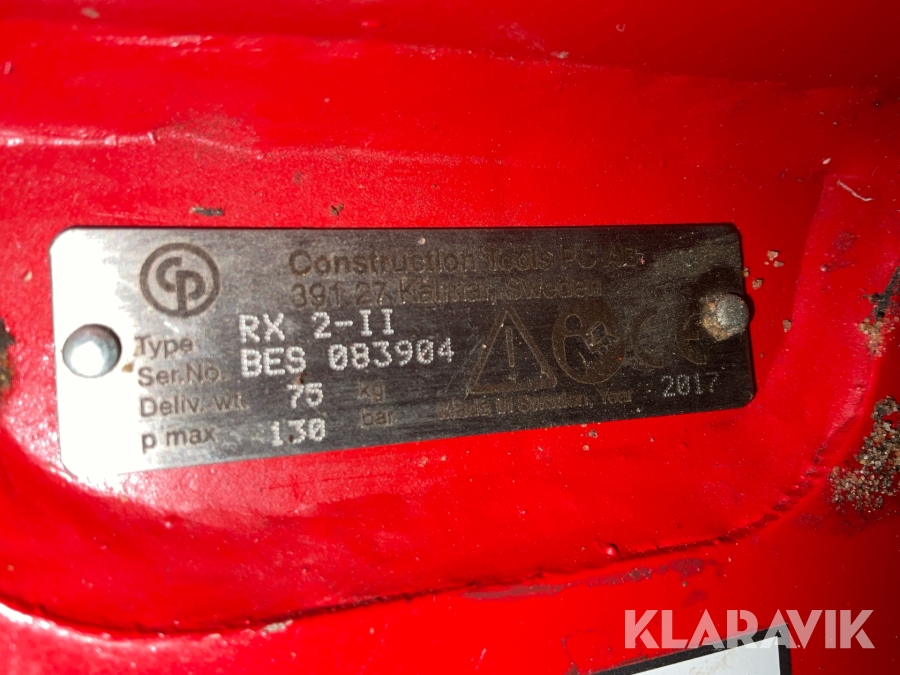 CP
Construction Tools PC AB
391 27 Kalmar, Sweden
Type RX 2-II
Ser.No. BES 083904
Deliv. wt. 75 kg
p max 130 bar
Made in Sweden, Year 2017
CE
KLARAVIK